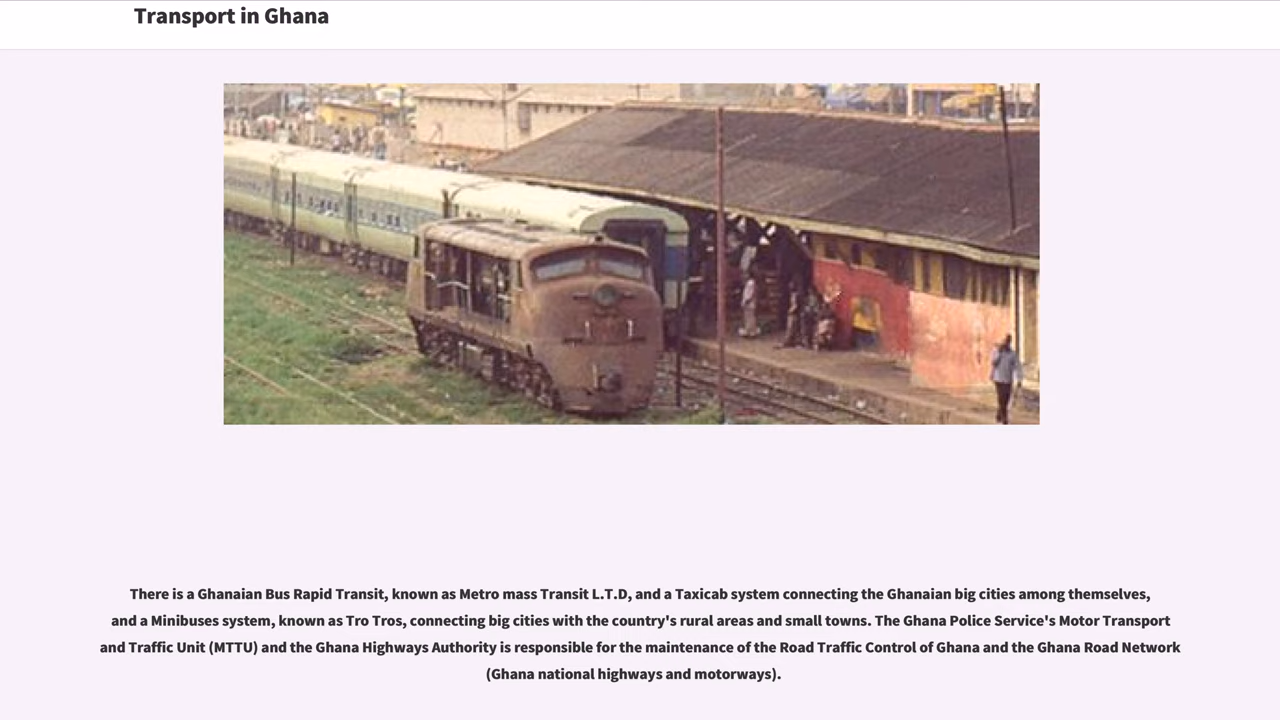 Transport in Ghana
There is a Ghanaian Bus Rapid Transit, known as Metro mass Transit L.T.D, and a Taxicab system connecting the Ghanaian big cities among themselves,
and a Minibuses system, known as Tro Tros, connecting big cities with the country's rural areas and small towns. The Ghana Police Service's Motor Transport
and Traffic Unit (MTTU) and the Ghana Highways Authority is responsible for the maintenance of the Road Traffic Control of Ghana and the Ghana Road Network
(Ghana national highways and motorways).